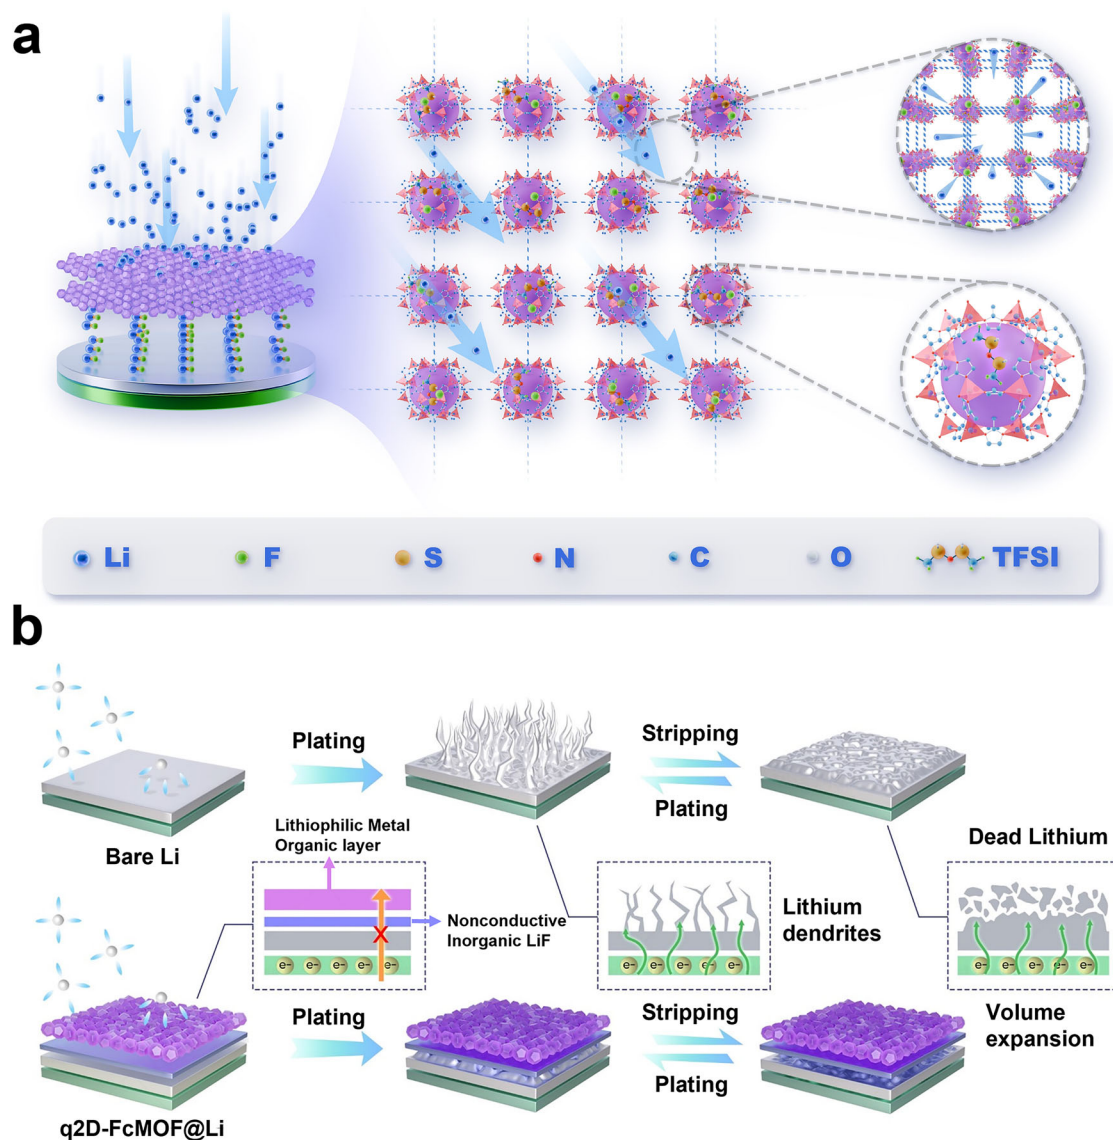 a
Li
F
S
N
C
O
TFSI
b
Plating
Stripping
Plating
Bare Li
Lithiophilic Metal
Organic layer
Nonconductive
Inorganic LiF
X
e- e- e- e- e-
Lithium
dendrites
e- e- e- e- e-
Dead Lithium
e- e- e- e- e-
Volume
expansion
Plating
Stripping
Plating
q2D-FcMOF@Li